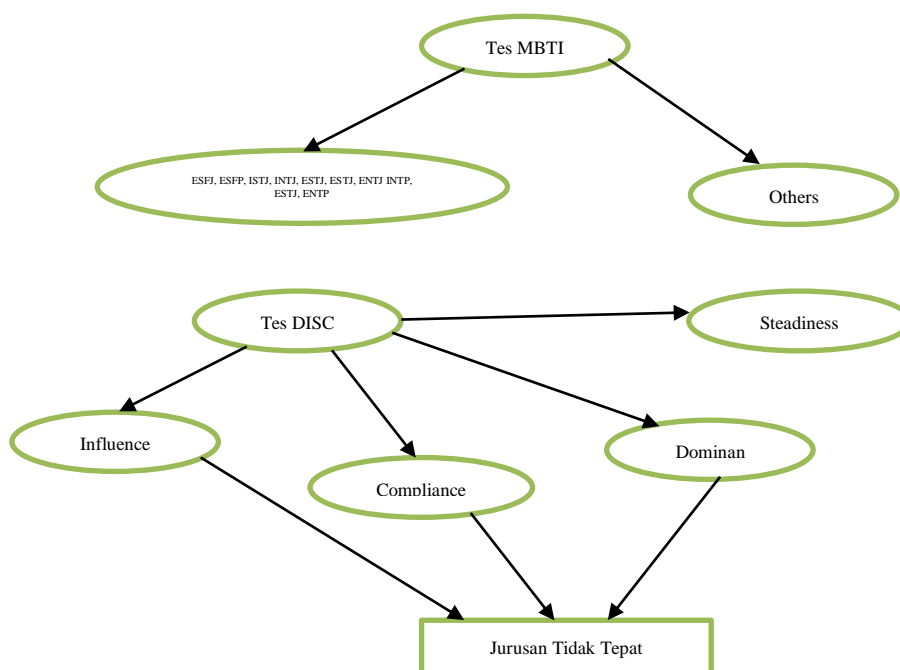 Tes MBTI
ESFJ, ESFP, ISTJ, INTJ, ESTJ, ESTJ, ENTJ INTP,
ESTJ, ENTP
Others
Tes DISC
Steadiness
Influence
Dominan
Compliance
Jurusan Tidak Tepat